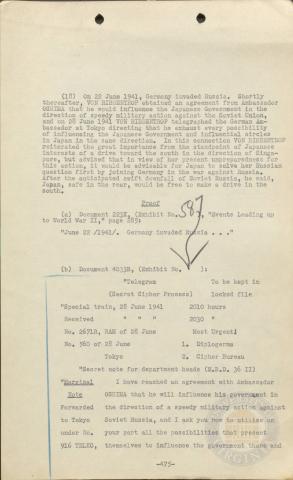 (18) On 22 June 1941, Germany invaded Russia. Shortly
thereafter, VON RIBBENTROP obtained an agreement from Ambassador
OSHIMA that he would influence the Japanese Government in the
direction of speedy military action against the Soviet Union,
and on 28 June 1941 VON RIBBENTROP telegraphed the German Am-
bassador at Tokyo directing that he exhaust every possibility
of influencing the Japanese Government and influential circles
in Japan in the same direction. In this connection VON RIBBENTROP
reiterated the great importance from the standpoint of Japanese
Interests of a drive toward the south in the direction of Singa-
pore, but advised that in view of her present unpreparedness for
this action, it would be advisable for Japan to solve her Russian
question first by joining Germany in the war against Russia.
After the anticipated swift downfall of Soviet Russia, he said,
Japan, safe in the rear, would be free to make a drive in the
south.
Proof
(a) Document 223Z, (Exhibit No. 587, "Events Leading up
to World War II," page 285:
"June 22 /1941/. Germany invaded Russia . . ."
(b) Document 4033B, (Exhibit No. ):
"Telegram To be kept in
(Secret Cipher Process) locked file
"Special train, 28 June 1941 2010 hours
Received " " " 2030 "
No. 267LR, RAM of 28 June Most Urgent!
No. 580 of 28 June 1. Diplogerma
Tokyo 2. Cipher Bureau
"Secret note for department heads (E.B.D. 36 II)
"Marginal I have reached an agreement with Ambassador
Note OSHIMA that he will influence his government in
Forwarded the direction of a speedy military action against
to Tokyo Soviet Russia, and I ask you now to utilize on
under No. your part all the possibilities that present
916 TELKO, themselves to influence the government there and
-475-